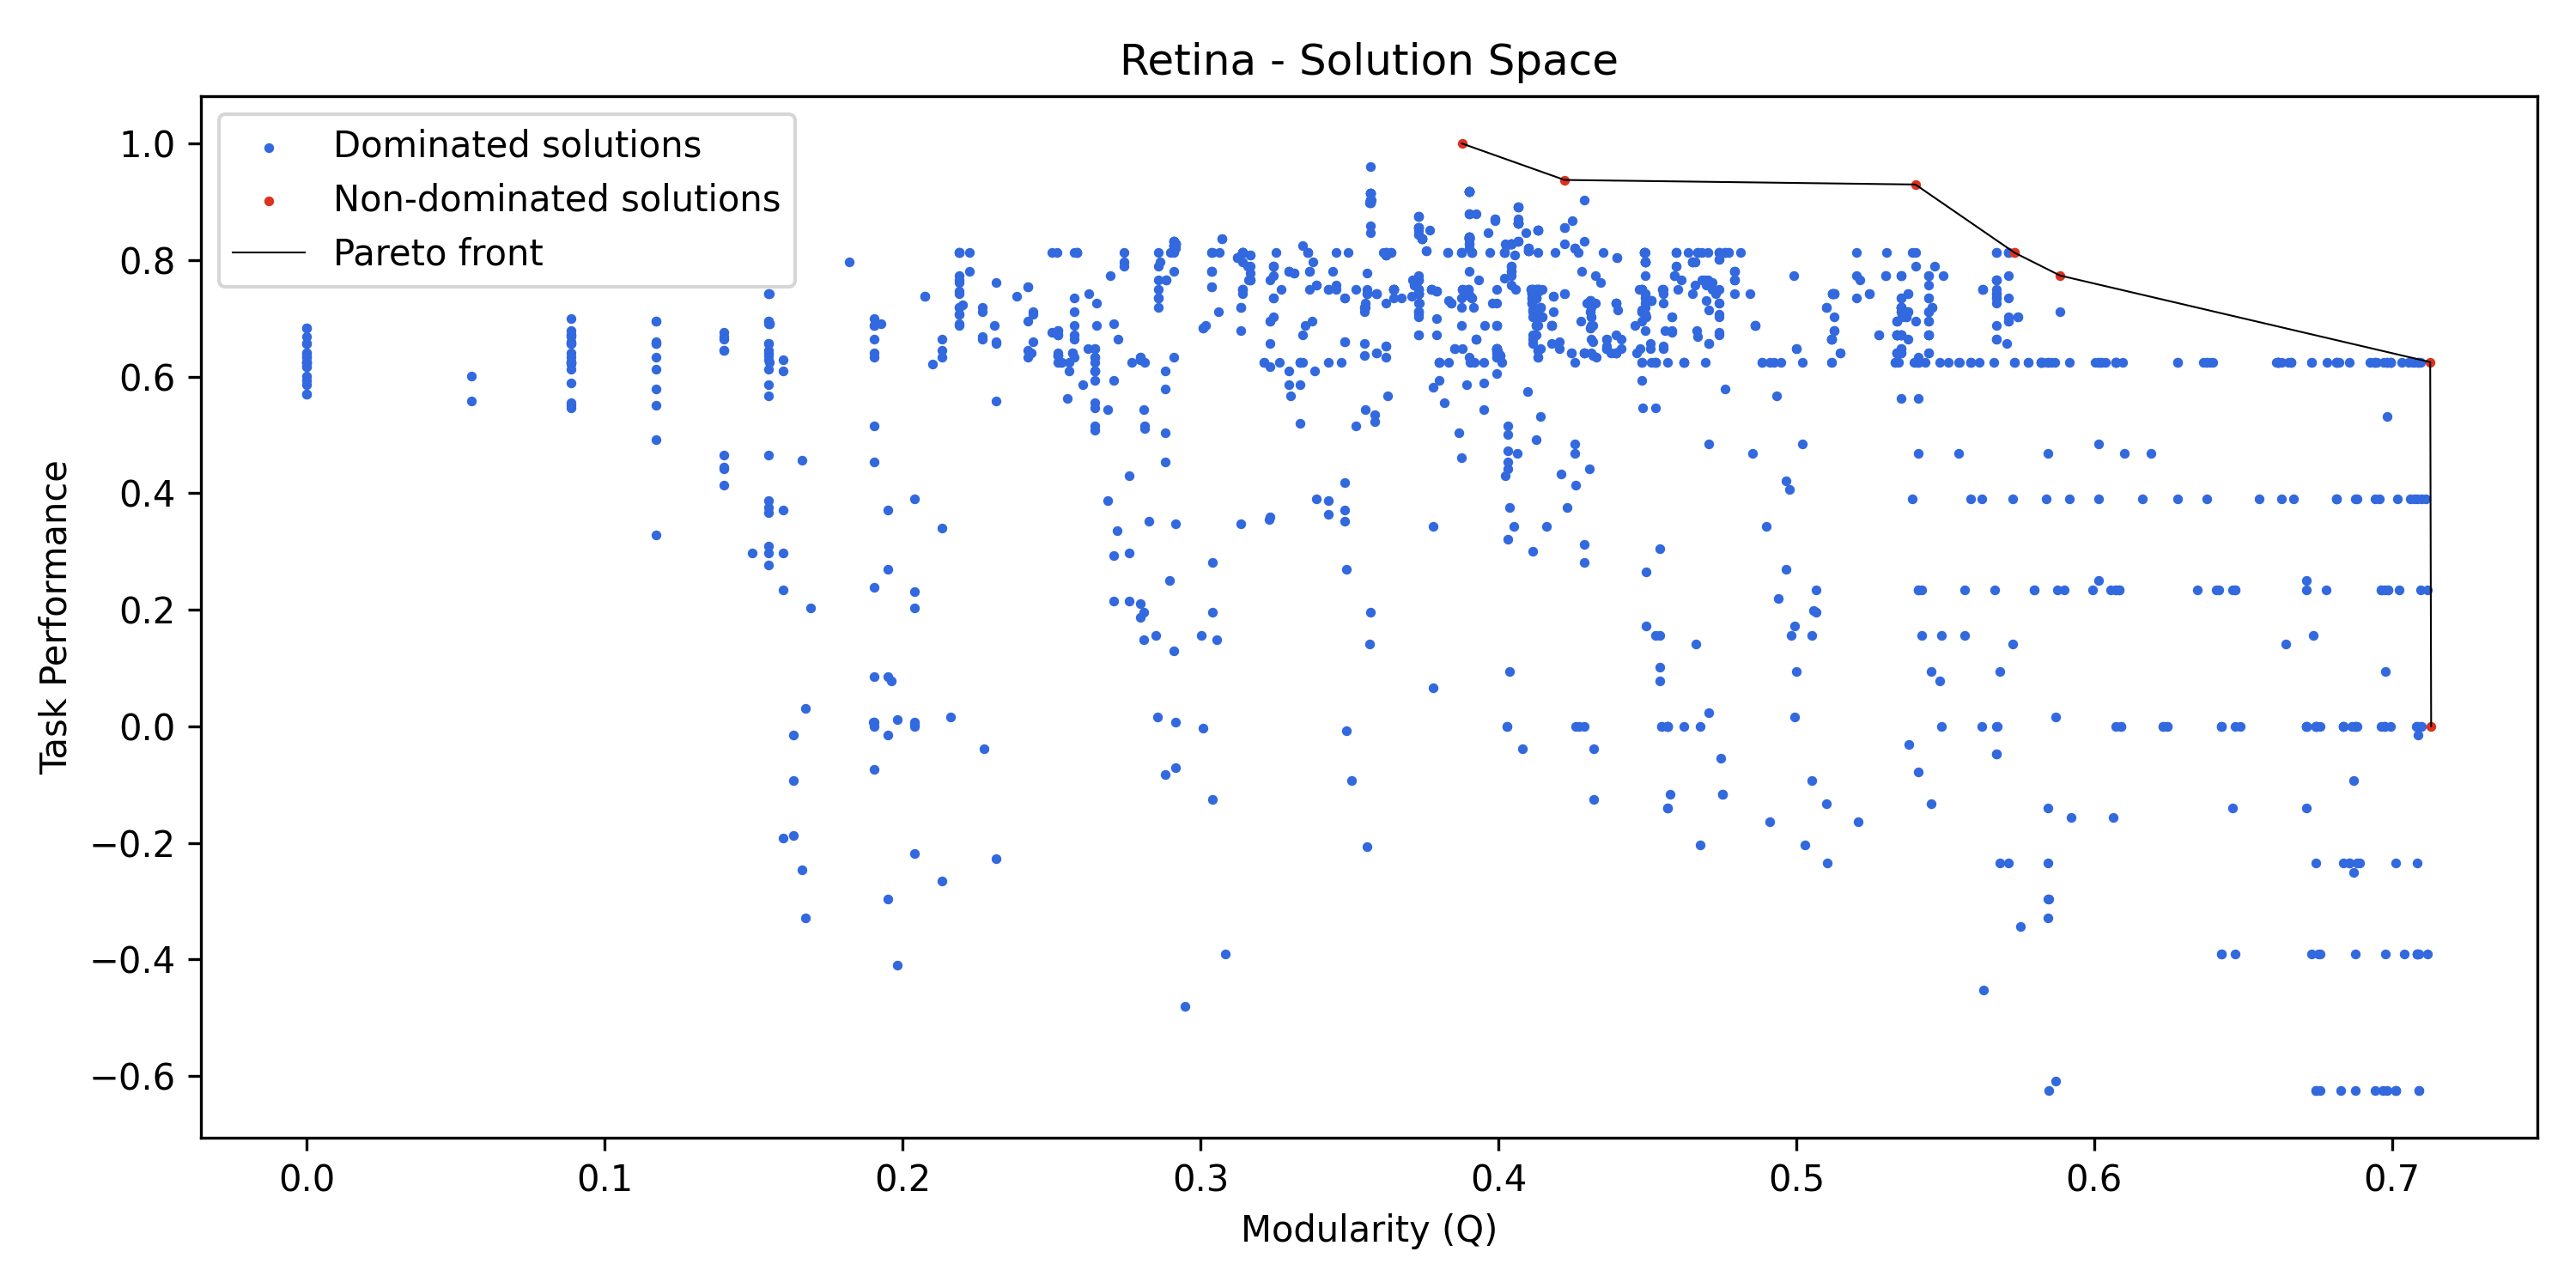 Retina - Solution Space
Dominated solutions
Non-dominated solutions
Pareto front
Task Performance
1.0
0.8
0.6
0.4
0.2
0.0
−0.2
−0.4
−0.6
0.0 0.1 0.2 0.3 0.4 0.5 0.6 0.7
Modularity (Q)